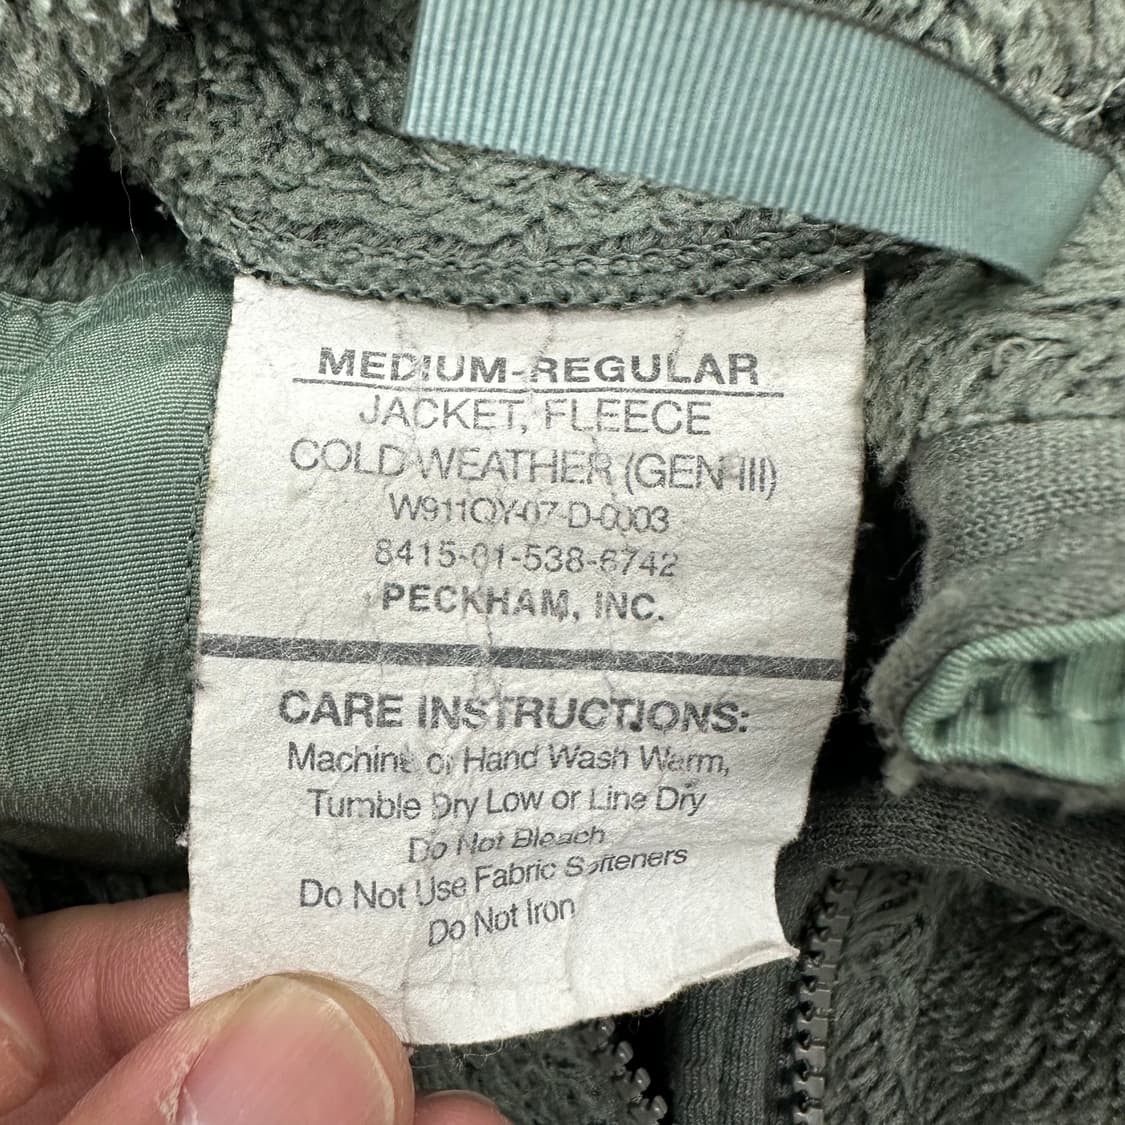 MEDIUM-REGULAR
JACKET, FLEECE
COLD WEATHER (GEN III)
W911QY-07-D-0003
8415-01-538-6742
PECKHAM, INC.
CARE INSTRUCTIONS:
Machine or Hand Wash Warm,
Tumble Dry Low or Line Dry
Do Not Bleach
Do Not Use Fabric Softeners
Do Not Iron